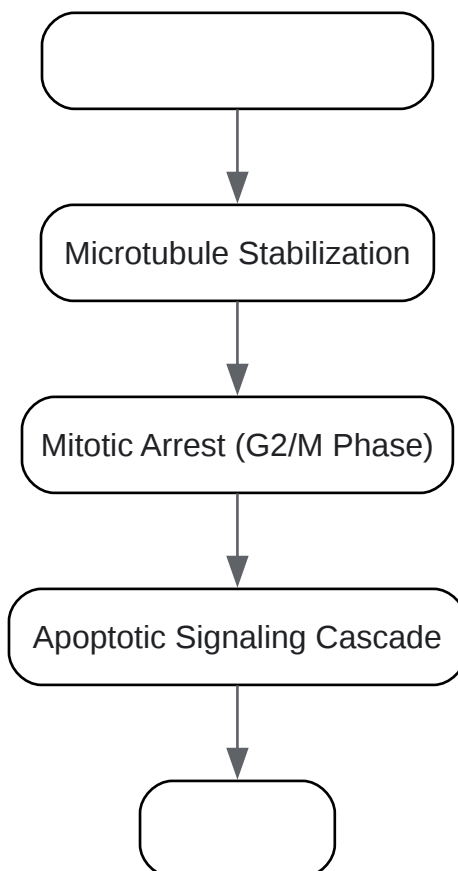 Microtubule Stabilization
Mitotic Arrest (G2/M Phase)
Apoptotic Signaling Cascade